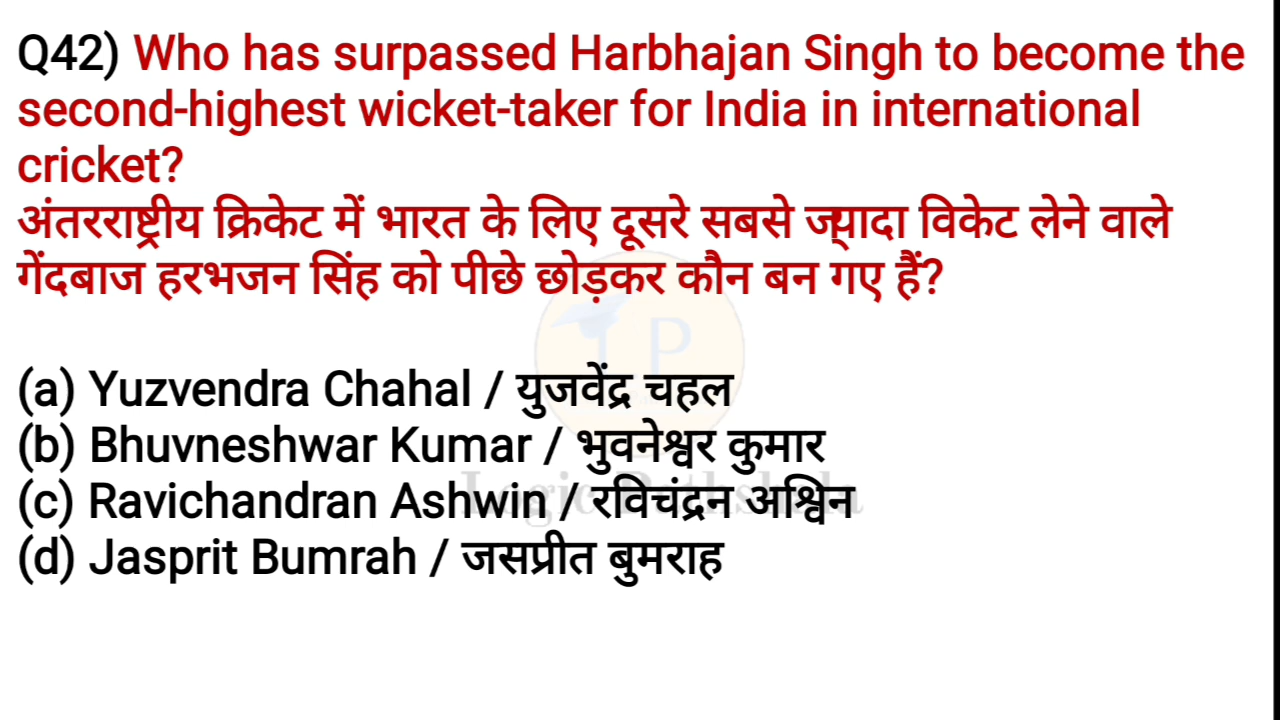 Q42) Who has surpassed Harbhajan Singh to become the
second-highest wicket-taker for India in international
cricket?
अंतरराष्ट्रीय क्रिकेट में भारत के लिए दूसरे सबसे ज्यादा विकेट लेने वाले
गेंदबाज हरभजन सिंह को पीछे छोड़कर कौन बन गए हैं?
LP
(a) Yuzvendra Chahal / युजवेंद्र चहल
(b) Bhuvneshwar Kumar / भुवनेश्वर कुमार
(c) Ravichandran Ashwin / रविचंद्रन अश्विन
(d) Jasprit Bumrah / जसप्रीत बुमराह